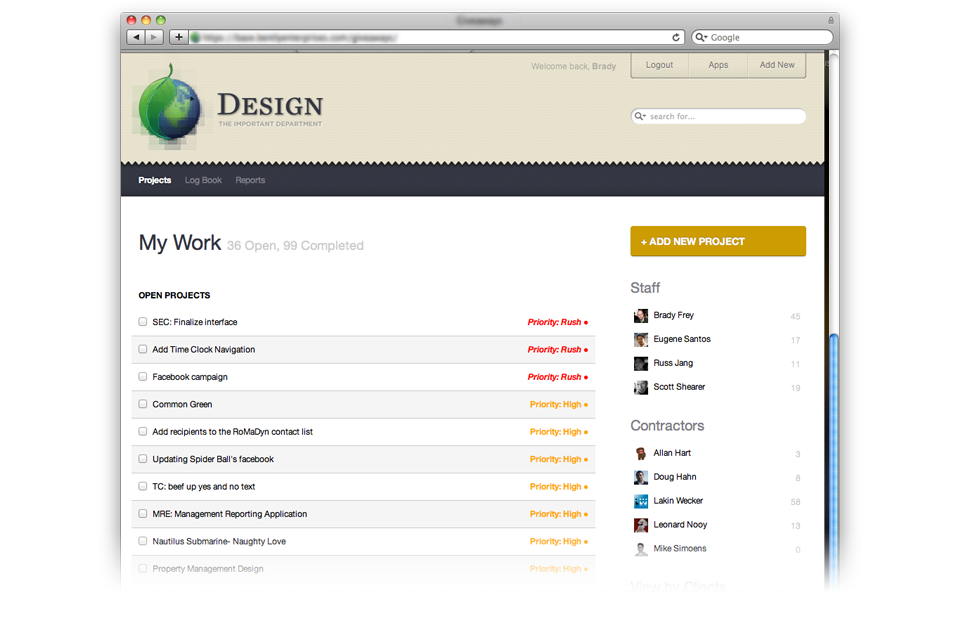 Google
Welcome back, Brady
Logout
Apps
Add New
DESIGN
THE IMPORTANT DEPARTMENT
search for...
Projects
Log Book
Reports
My Work 36 Open, 99 Completed
+ ADD NEW PROJECT
OPEN PROJECTS
SEC: Finalize interface Priority: Rush
Add Time Clock Navigation Priority: Rush
Facebook campaign Priority: Rush
Common Green Priority: High
Add recipients to the RoMaDyn contact list Priority: High
Updating Spider Ball's facebook Priority: High
TC: beef up yes and no text Priority: High
MRE: Management Reporting Application Priority: High
Nautilus Submarine- Naughty Love Priority: High
Property Management Design Priority: High
Staff
Brady Frey 45
Eugene Santos 17
Russ Jang 11
Scott Shearer 19
Contractors
Allan Hart 3
Doug Hahn 8
Lakin Wecker 58
Leonard Nooy 13
Mike Simoens 0
View by Clients